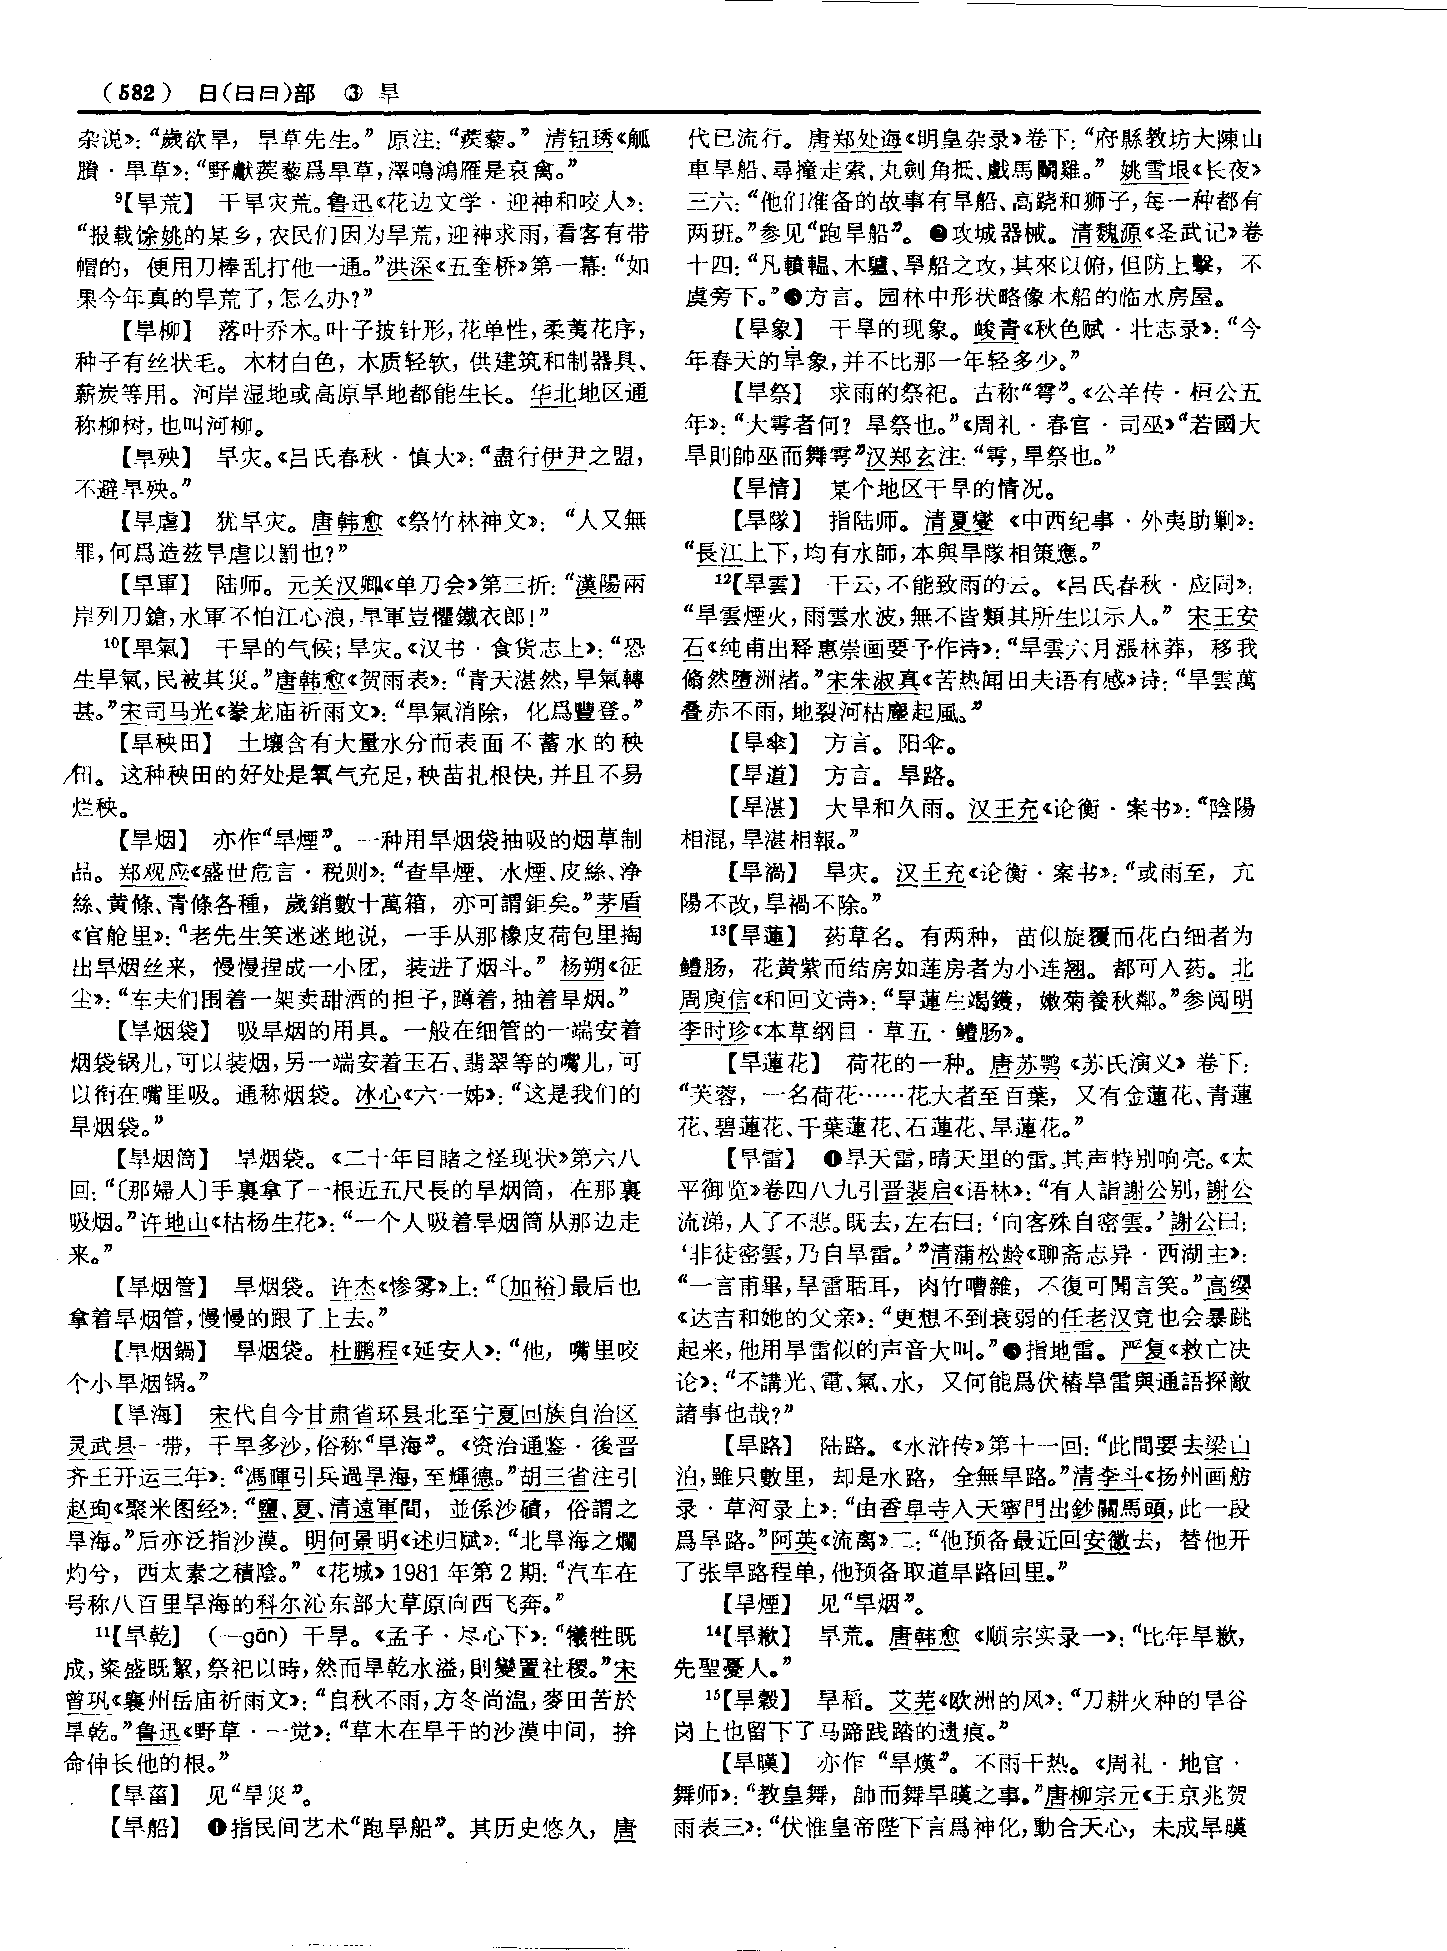 （582） 日(曰⺜)部 ③ 旱
杂说》：“歲欲旱，旱草先生。”原注：“蒺藜。”清钮琇《觚
賸·旱草》：“野獻蒺藜爲旱草，澤鳴鴻雁是哀禽。”
⁹【旱荒】 干旱灾荒。鲁迅《花边文学·迎神和咬人》：
“报载馀姚的某乡，农民们因为旱荒，迎神求雨，看客有带
帽的，便用刀棒乱打他一通。”洪深《五奎桥》第一幕：“如
果今年真的旱荒了，怎么办？”
【旱柳】 落叶乔木。叶子披针形，花单性，柔荑花序，
种子有丝状毛。木材白色，木质轻软，供建筑和制器具、
薪炭等用。河岸湿地或高原旱地都能生长。华北地区通
称柳树，也叫河柳。
【旱殃】 旱灾。《吕氏春秋·慎大》：“盡行伊尹之盟，
不避旱殃。”
【旱虐】 犹旱灾。唐韩愈《祭竹林神文》：“人又無
罪，何爲造兹旱虐以罰也？”
【旱軍】 陆师。元关汉卿《单刀会》第三折：“漢陽兩
岸列刀鎗，水軍不怕江心浪，旱軍豈懼鐵衣郎！”
¹⁰【旱氣】 干旱的气候；旱灾。《汉书·食货志上》：“恐
生旱氣，民被其災。”唐韩愈《贺雨表》：“青天湛然，旱氣轉
甚。”宋司马光《豢龙庙祈雨文》：“旱氣消除，化爲豐登。”
【旱秧田】 土壤含有大量水分而表面不蓄水的秧
田。这种秧田的好处是氧气充足，秧苗扎根快，并且不易
烂秧。
【旱烟】 亦作“旱煙”。一种用旱烟袋抽吸的烟草制
品。郑观应《盛世危言·税则》：“查旱煙、水煙、皮絲、净
絲、黄條、青條各種，歲銷數十萬箱，亦可謂鉅矣。”茅盾
《官舱里》：“老先生笑迷迷地说，一手从那橡皮荷包里掏
出旱烟丝来，慢慢捏成一小团，装进了烟斗。”杨朔《征
尘》：“车夫们围着一架卖甜酒的担子，蹲着，抽着旱烟。”
【旱烟袋】 吸旱烟的用具。一般在细管的一端安着
烟袋锅儿，可以装烟，另一端安着玉石、翡翠等的嘴儿，可
以衔在嘴里吸。通称烟袋。冰心《六一姊》：“这是我们的
旱烟袋。”
【旱烟筒】 旱烟袋。《二十年目睹之怪现状》第六八
回：“〔那婦人〕手裏拿了一根近五尺長的旱烟筒，在那裏
吸烟。”许地山《枯杨生花》：“一个人吸着旱烟筒从那边走
来。”
【旱烟管】 旱烟袋。许杰《惨雾》上：“〔加裕〕最后也
拿着旱烟管，慢慢的跟了上去。”
【旱烟鍋】 旱烟袋。杜鹏程《延安人》：“他，嘴里咬
个小旱烟锅。”
【旱海】 宋代自今甘肃省环县北至宁夏回族自治区
灵武县一带，干旱多沙，俗称“旱海”。《资治通鉴·後晋
齐王开运三年》：“馮暉引兵過旱海，至輝德。”胡三省注引
赵珣《聚米图经》：“鹽、夏、清遠軍間，並係沙磧，俗謂之
旱海。”后亦泛指沙漠。明何景明《述归赋》：“北旱海之爛
灼兮，西太素之積陰。”《花城》1981年第2期：“汽车在
号称八百里旱海的科尔沁东部大草原向西飞奔。”
¹¹【旱乾】 （—gān）干旱。《孟子·尽心下》：“犧牲既
成，粢盛既絜，祭祀以時，然而旱乾水溢，則變置社稷。”宋
曾巩《襄州岳庙祈雨文》：“自秋不雨，方冬尚温，麥田苦於
旱乾。”鲁迅《野草·一觉》：“草木在旱干的沙漠中间，拚
命伸长他的根。”
【旱菑】 见“旱災”。
【旱船】 ❶指民间艺术“跑旱船”。其历史悠久，唐
代已流行。唐郑处诲《明皇杂录》卷下：“府縣教坊大陳山
車旱船、尋撞走索、丸劍角抵、戲馬鬭雞。”姚雪垠《长夜》
三六：“他们准备的故事有旱船、高跷和狮子，每一种都有
两班。”参见“跑旱船”。❷攻城器械。清魏源《圣武记》卷
十四：“凡轒輼、木驢、旱船之攻，其來以俯，但防上擊，不
虞旁下。”❸方言。园林中形状略像木船的临水房屋。
【旱象】 干旱的现象。峻青《秋色赋·壮志录》：“今
年春天的旱象，并不比那一年轻多少。”
【旱祭】 求雨的祭祀。古称“雩”。《公羊传·桓公五
年》：“大雩者何？旱祭也。”《周礼·春官·司巫》“若國大
旱則帥巫而舞雩”汉郑玄注：“雩，旱祭也。”
【旱情】 某个地区干旱的情况。
【旱隊】 指陆师。清夏燮《中西纪事·外夷助剿》：
“長江上下，均有水師，本與旱隊相策應。”
¹²【旱雲】 干云，不能致雨的云。《吕氏春秋·应同》：
“旱雲煙火，雨雲水波，無不皆類其所生以示人。”宋王安
石《纯甫出释惠崇画要予作诗》：“旱雲六月漲林莽，移我
翛然墮洲渚。”宋朱淑真《苦热闻田夫语有感》诗：“旱雲萬
叠赤不雨，地裂河枯塵起風。”
【旱傘】 方言。阳伞。
【旱道】 方言。旱路。
【旱湛】 大旱和久雨。汉王充《论衡·案书》：“陰陽
相混，旱湛相報。”
【旱禍】 旱灾。汉王充《论衡·案书》：“或雨至，亢
陽不改，旱禍不除。”
¹³【旱蓮】 药草名。有两种，苗似旋覆而花白细者为
鳢肠，花黄紫而结房如莲房者为小连翘。都可入药。北
周庾信《和回文诗》：“旱蓮生竭鑊，嫩菊養秋鄰。”参阅明
李时珍《本草纲目·草五·鳢肠》。
【旱蓮花】 荷花的一种。唐苏鹗《苏氏演义》卷下：
“芙蓉，一名荷花……花大者至百葉，又有金蓮花、青蓮
花、碧蓮花、千葉蓮花、石蓮花、旱蓮花。”
【旱雷】 ❶旱天雷，晴天里的雷。其声特别响亮。《太
平御览》卷四八九引晋裴启《语林》：“有人詣謝公别，謝公
流涕，人了不悲。既去，左右曰：‘向客殊自密雲。’謝公曰：
‘非徒密雲，乃自旱雷。’”清蒲松龄《聊斋志异·西湖主》：
“一言甫畢，旱雷聒耳，肉竹嘈雜，不復可聞言笑。”高缨
《达吉和她的父亲》：“更想不到衰弱的任老汉竟也会暴跳
起来，他用旱雷似的声音大叫。”❷指地雷。严复《救亡决
论》：“不講光、電、氣、水，又何能爲伏樁旱雷與通語探敵
諸事也哉？”
【旱路】 陆路。《水浒传》第十一回：“此間要去梁山
泊，雖只數里，却是水路，全無旱路。”清李斗《扬州画舫
录·草河录上》：“由香阜寺入天寧門出鈔關馬頭，此一段
爲旱路。”阿英《流离》二：“他预备最近回安徽去，替他开
了张旱路程单，他预备取道旱路回里。”
【旱煙】 见“旱烟”。
¹⁴【旱歉】 旱荒。唐韩愈《顺宗实录一》：“比年旱歉，
先聖憂人。”
¹⁵【旱穀】 旱稻。艾芜《欧洲的风》：“刀耕火种的旱谷
岗上也留下了马蹄践踏的遗痕。”
【旱暵】 亦作“旱熯”。不雨干热。《周礼·地官·
舞师》：“教皇舞，帥而舞旱暵之事。”唐柳宗元《王京兆贺
雨表三》：“伏惟皇帝陛下言爲神化，動合天心，未成旱暵